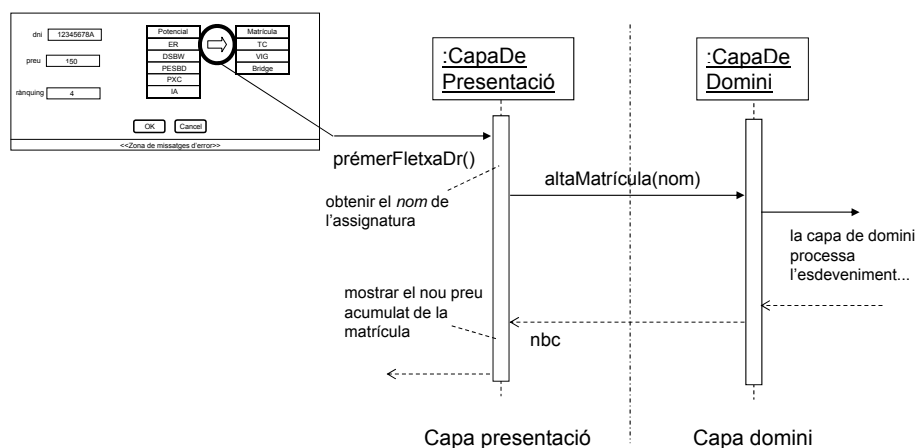 dni 12345678A
preu 150
rànquing 4
Potencial
ER
DSBW
PESBD
PXC
IA
Matrícula
TC
VIG
Bridge
OK Cancel
<<Zona de missatges d'error>>
:CapaDe
Presentació
:CapaDe
Domini
prémerFletxaDr()
obtenir el nom de
l'assignatura
altaMatrícula(nom)
la capa de domini
processa
l'esdeveniment...
mostrar el nou preu
acumulat de la
matrícula
nbc
Capa presentació
Capa domini